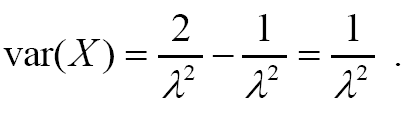 var(X) = 2/λ² − 1/λ² = 1/λ² .